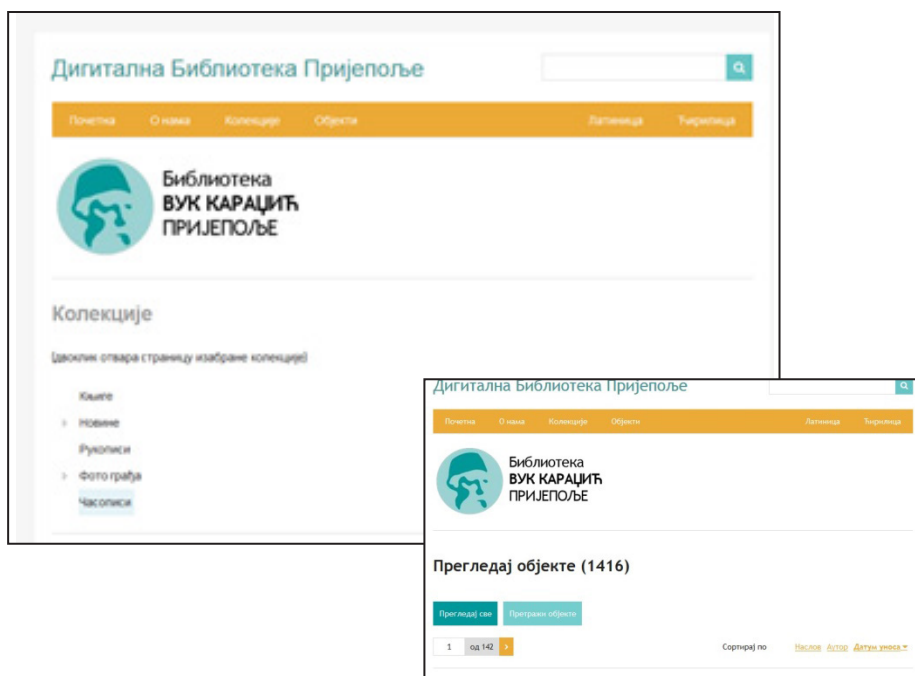 Дигитална Библиотека Пријепоље
Почетна О нама Колекције Објекти Латиница Ћирилица
Библиотека
ВУК КАРАЏИЋ
ПРИЈЕПОЉЕ
Колекције
(двоклик отвара страницу изабране колекције)
Књиге
Новине
Рукописи
Фото грађа
Часописи
Дигитална Библиотека Пријепоље
Почетна О нама Колекције Објекти Латиница Ћирилица
Библиотека
ВУК КАРАЏИЋ
ПРИЈЕПОЉЕ
Прегледај објекте (1416)
Прегледај све Претражи објекте
1 од 142 Сортирај по Наслов Аутор Датум уноса